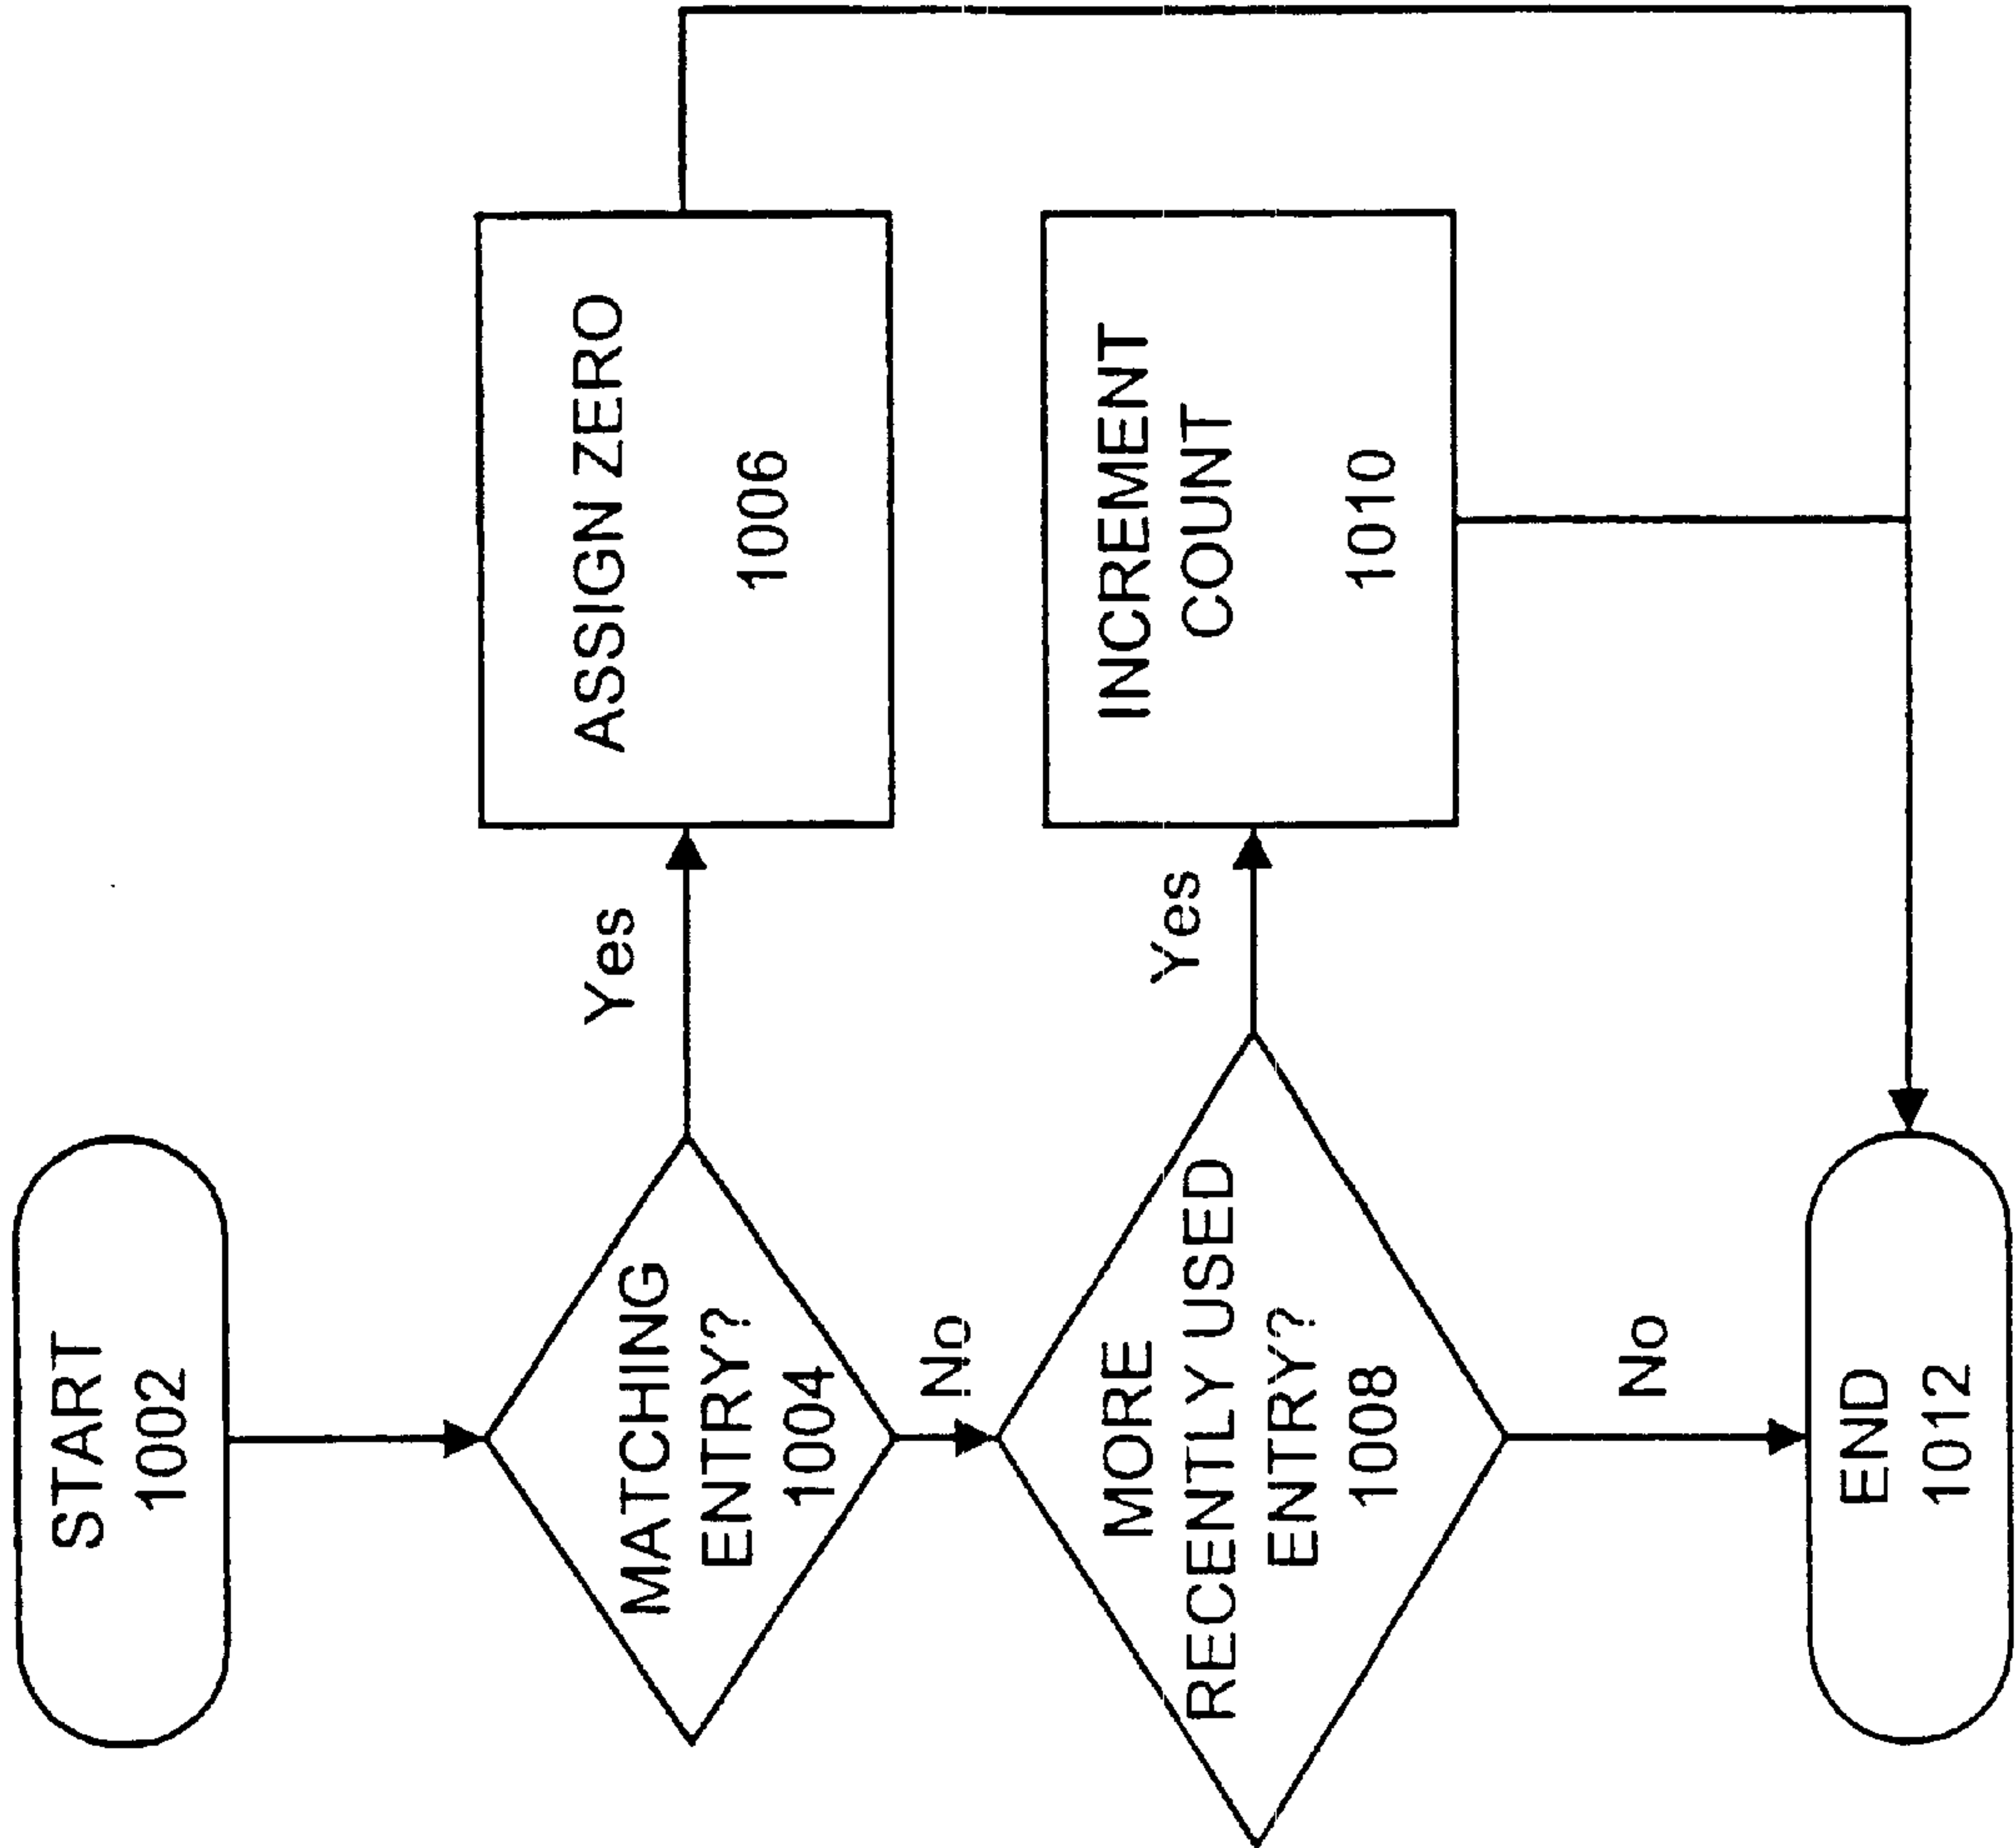 START
1002
MATCHING
ENTRY?
1004
Yes
ASSIGN ZERO
1006
No
MORE
RECENTLY USED
ENTRY?
1008
Yes
INCREMENT
COUNT
1010
No
END
1012